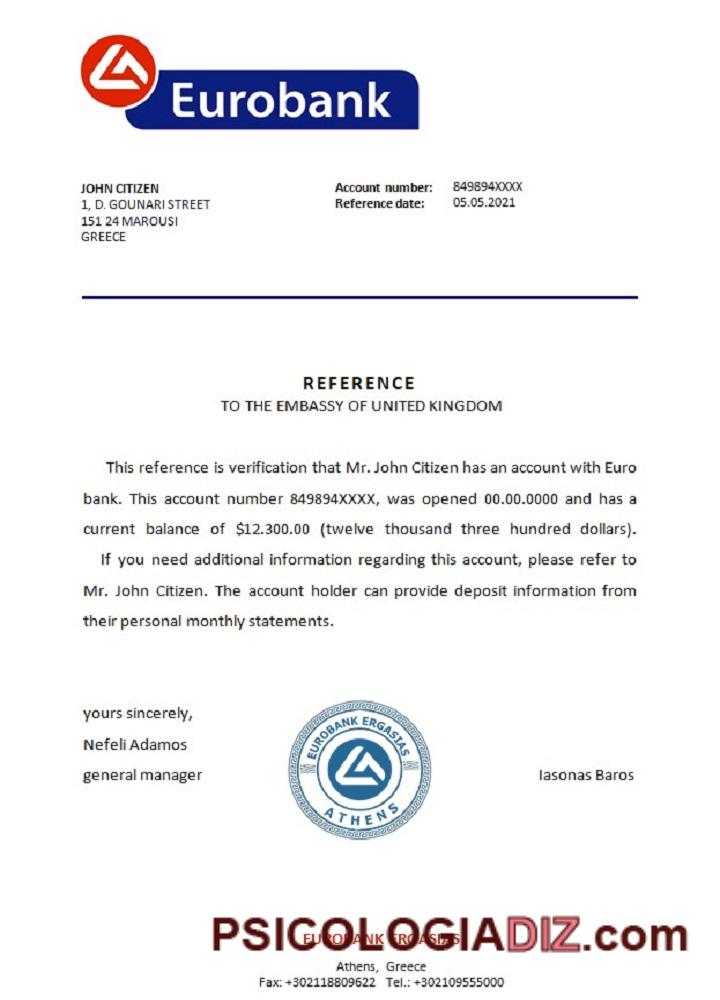 Eurobank
JOHN CITIZEN
1, D. GOUNARI STREET
151 24 MAROUSI
GREECE
Account number: 849894XXXX
Reference date: 05.05.2021
REFERENCE
TO THE EMBASSY OF UNITED KINGDOM
This reference is verification that Mr. John Citizen has an account with Euro
bank. This account number 849894XXXX, was opened 00.00.0000 and has a
current balance of $12.300.00 (twelve thousand three hundred dollars).
If you need additional information regarding this account, please refer to
Mr. John Citizen. The account holder can provide deposit information from
their personal monthly statements.
yours sincerely,
Nefeli Adamos
general manager
EUROBANK ERGASIAS
ATHENS
Iasonas Baros
PSICOLOGIADIZ.com
EUROBANK ERGASIAS
Athens, Greece
Fax: +302118809622 Tel.: +302109555000